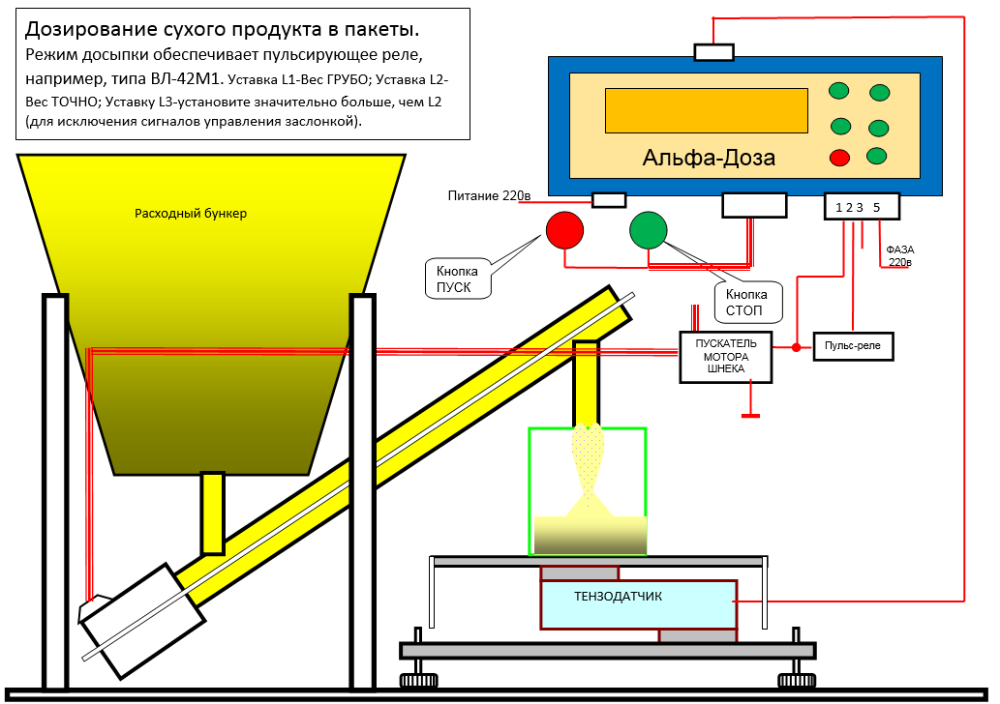 Дозирование сухого продукта в пакеты.
Режим досыпки обеспечивает пульсирующее реле,
например, типа ВЛ-42М1. Уставка L1-Вес ГРУБО; Уставка L2-
Вес ТОЧНО; Уставку L3-установите значительно больше, чем L2
(для исключения сигналов управления заслонкой).
Альфа-Доза
Питание 220в
1 2 3 5
Расходный бункер
ФАЗА
220в
Кнопка
ПУСК
Кнопка
СТОП
ПУСКАТЕЛЬ
МОТОРА
ШНЕКА
Пульс-реле
ТЕНЗОДАТЧИК